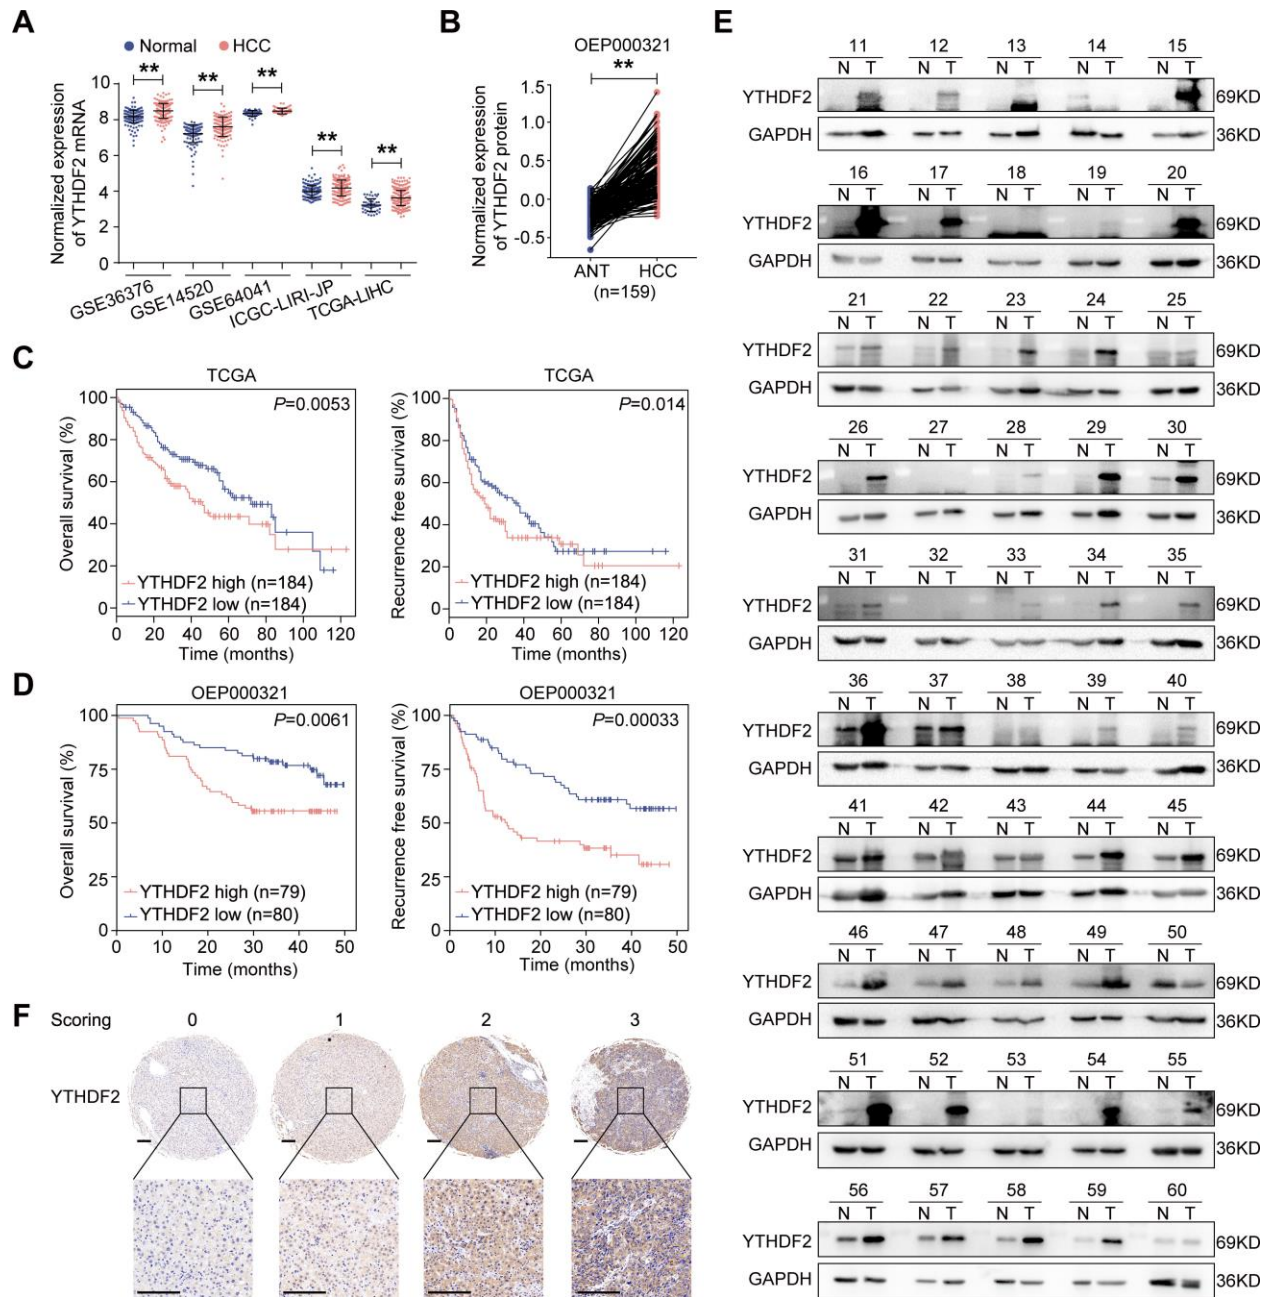 A
Normal HCC
Normalized expression
of YTHDF2 mRNA
10
8
6
4
2
0
** ** ** ** **
GSE36376
GSE14520
GSE64041
ICGC-LIRI-JP
TCGA-LIHC
B
OEP000321
**
Normalized expression
of YTHDF2 protein
1.5
1.0
0.5
0.0
-0.5
ANT HCC
(n=159)
C
TCGA
P=0.0053
Overall survival (%)
100
80
60
40
20
0
YTHDF2 high (n=184)
YTHDF2 low (n=184)
0 20 40 60 80 100 120
Time (months)
TCGA
P=0.014
Recurrence free survival (%)
100
80
60
40
20
0
YTHDF2 high (n=184)
YTHDF2 low (n=184)
0 20 40 60 80 100 120
Time (months)
D
OEP000321
P=0.0061
Overall survival (%)
100
75
50
25
0
YTHDF2 high (n=79)
YTHDF2 low (n=80)
0 10 20 30 40 50
Time (months)
OEP000321
P=0.00033
Recurrence free survival (%)
100
75
50
25
0
YTHDF2 high (n=79)
YTHDF2 low (n=80)
0 10 20 30 40 50
Time (months)
E
11 12 13 14 15
N T N T N T N T N T
YTHDF2 69KD
GAPDH 36KD
16 17 18 19 20
N T N T N T N T N T
YTHDF2 69KD
GAPDH 36KD
21 22 23 24 25
N T N T N T N T N T
YTHDF2 69KD
GAPDH 36KD
26 27 28 29 30
N T N T N T N T N T
YTHDF2 69KD
GAPDH 36KD
31 32 33 34 35
N T N T N T N T N T
YTHDF2 69KD
GAPDH 36KD
36 37 38 39 40
N T N T N T N T N T
YTHDF2 69KD
GAPDH 36KD
41 42 43 44 45
N T N T N T N T N T
YTHDF2 69KD
GAPDH 36KD
46 47 48 49 50
N T N T N T N T N T
YTHDF2 69KD
GAPDH 36KD
51 52 53 54 55
N T N T N T N T N T
YTHDF2 69KD
GAPDH 36KD
56 57 58 59 60
N T N T N T N T N T
YTHDF2 69KD
GAPDH 36KD
F
Scoring 0 1 2 3
YTHDF2